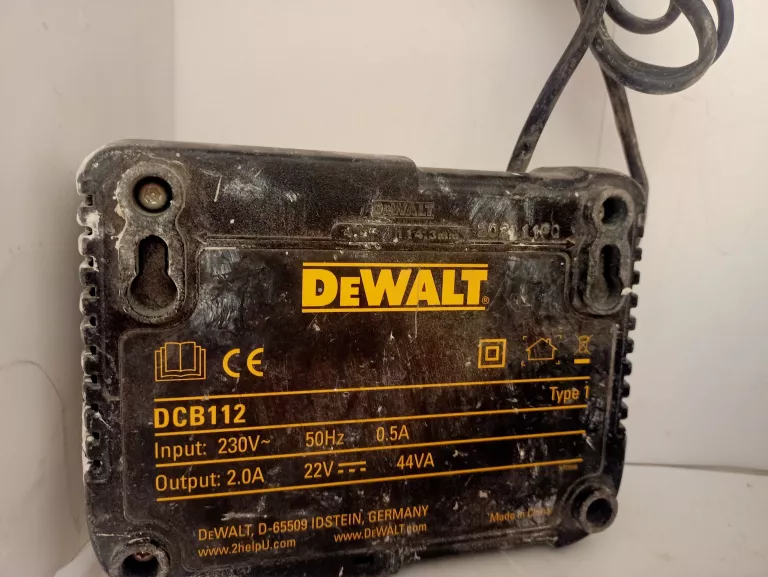 DEWALT
DEWALT®
CE
DCB112 Type 1
Input: 230V~ 50Hz 0.5A
Output: 2.0A 22V 44VA
DEWALT, D-65509 IDSTEIN, GERMANY
www.2helpU.com www.DEWALT.com Made in China